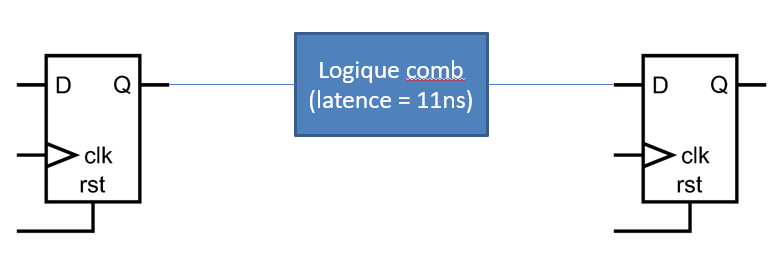 D Q
clk
rst
Logique comb
(latence = 11ns)
D Q
clk
rst